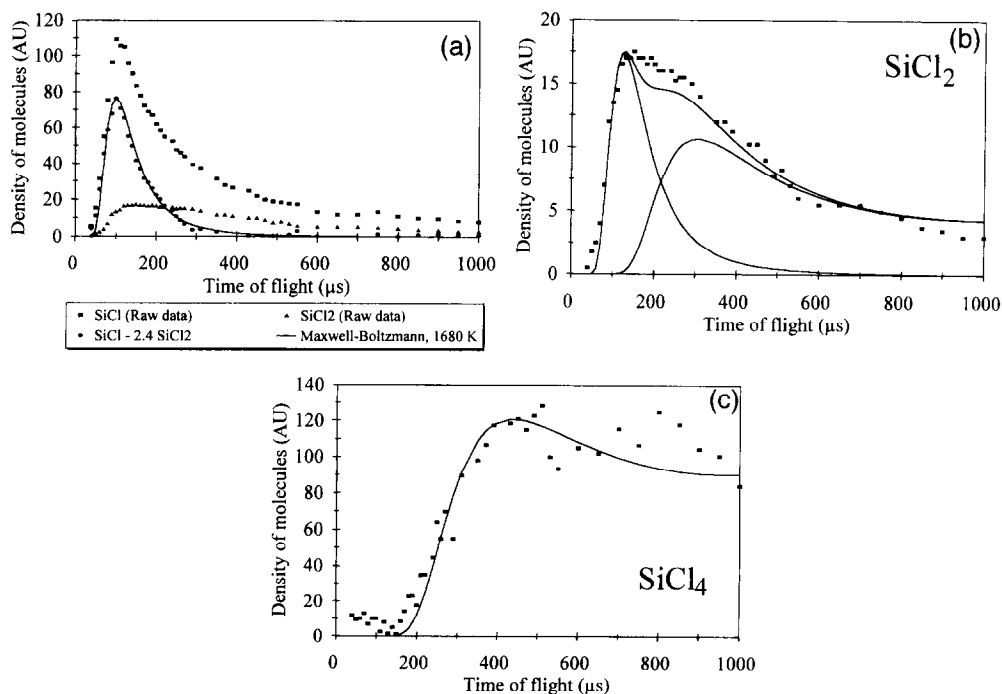 (a)
Density of molecules (AU)
120
110
100
80
60
40
20
0
0 200 400 600 800 1000
Time of flight (µs)
SiCl (Raw data)
SiCl2 (Raw data)
SiCl - 2.4 SiCl2
Maxwell-Boltzmann, 1680 K
(b)
SiCl2
Density of molecules (AU)
20
15
10
5
0
0 200 400 600 800 1000
Time of flight (µs)
(c)
SiCl4
Density of molecules (AU)
140
120
100
80
60
40
20
0
0 200 400 600 800 1000
Time of flight (µs)